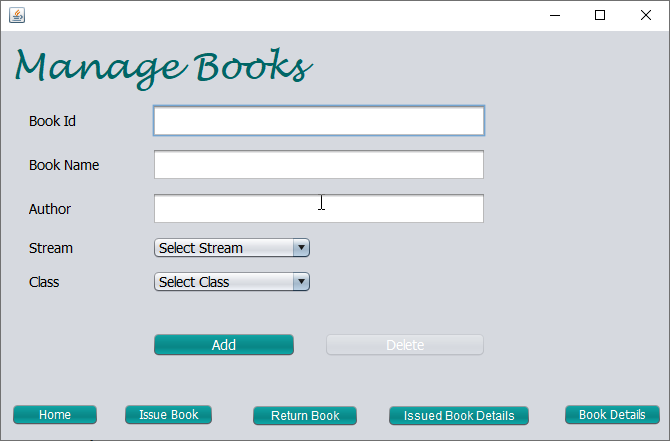 Manage Books
Book Id
Book Name
Author
Stream
Select Stream
Class
Select Class
Add
Delete
Home
Issue Book
Return Book
Issued Book Details
Book Details